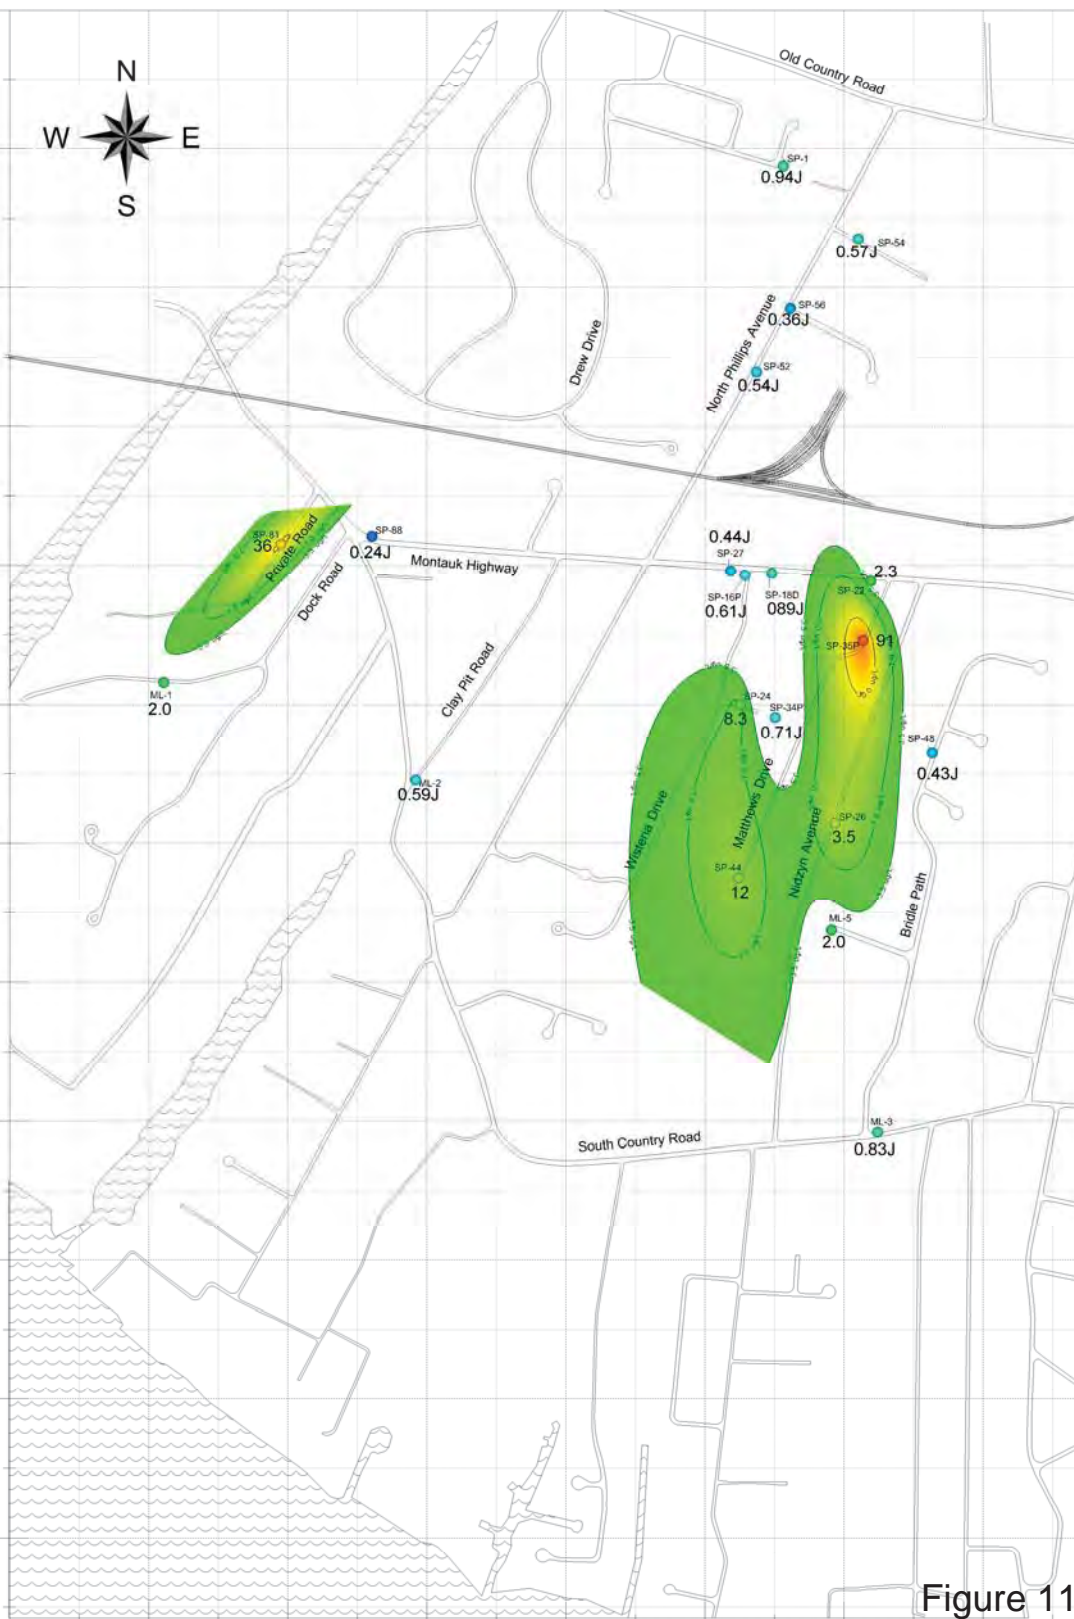 N
W E
S
Old Country Road
SP-1
0.94J
SP-54
0.57J
SP-56
0.36J
North Phillips Avenue
Drew Drive
SP-52
0.54J
SP-81
36
Private Road
SP-88
0.24J
Montauk Highway
Dock Road
0.44J
SP-27
SP-16P
0.61J
SP-18D
089J
2.3
SP-22
SP-35P
91
ML-1
2.0
Clay Pit Road
SP-24
8.3
SP-34P
0.71J
SP-48
0.43J
ML-2
0.59J
Wisteria Drive
Matthews Drive
Nidzyn Avenue
SP-26
3.5
SP-44
12
Bridle Path
ML-5
2.0
South Country Road
ML-3
0.83J
Figure 11